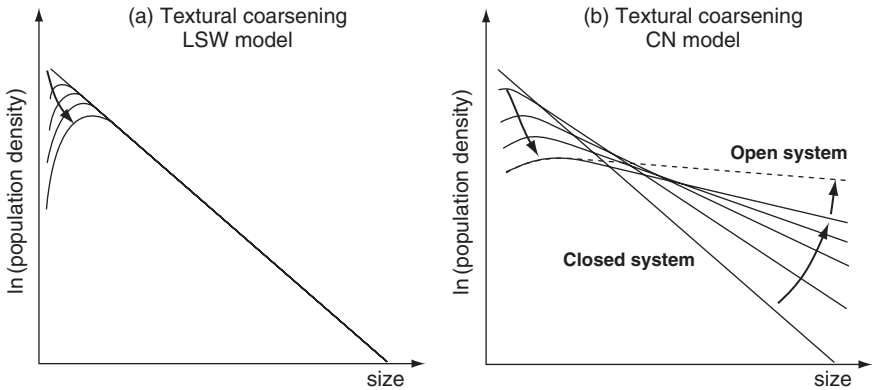 (a) Textural coarsening
LSW model
ln (population density)
size
(b) Textural coarsening
CN model
ln (population density)
Open system
Closed system
size